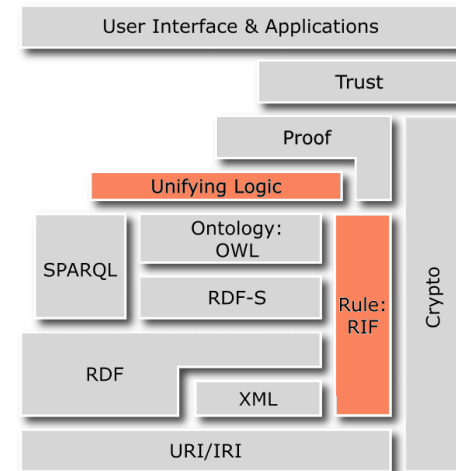 User Interface & Applications
Trust
Proof
Unifying Logic
Ontology:
OWL
SPARQL
RDF-S
Rule:
RIF
Crypto
RDF
XML
URI/IRI